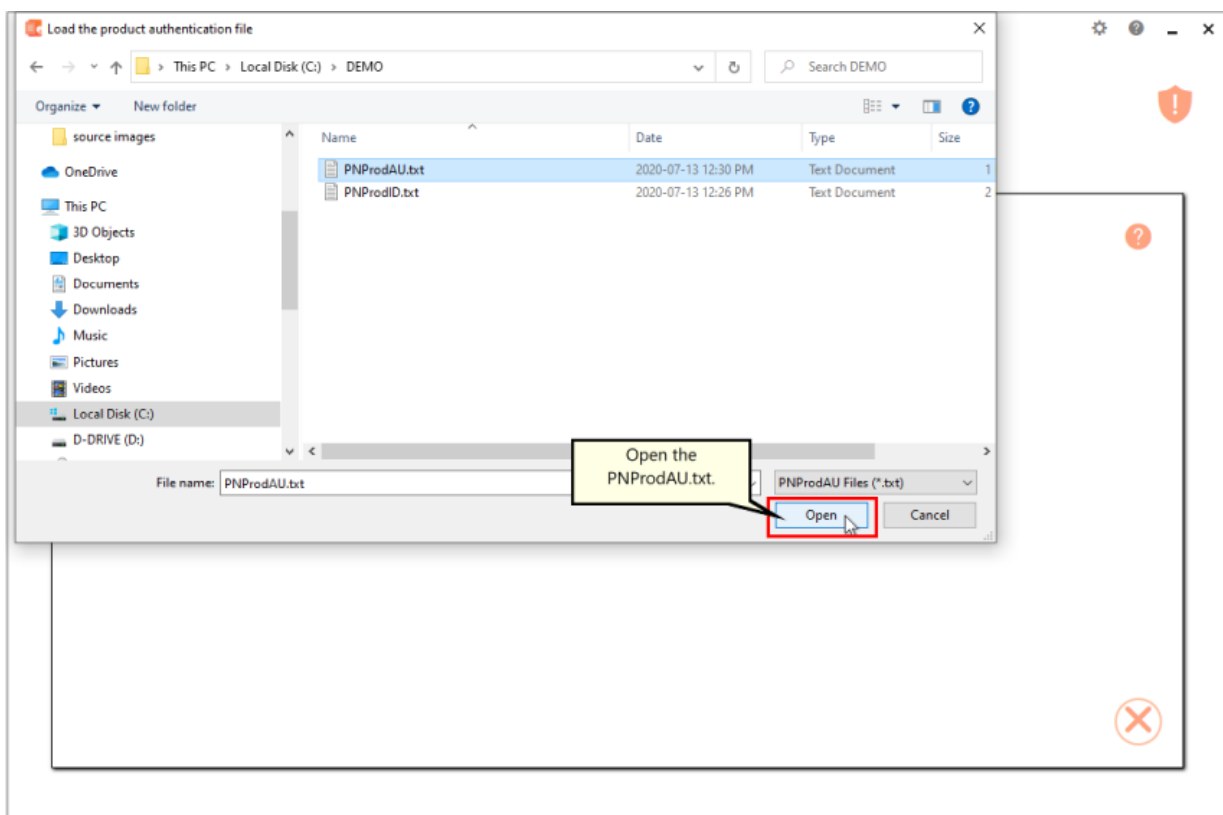 Load the product authentication file
This PC > Local Disk (C:) > DEMO
Search DEMO
Organize
New folder
source images
OneDrive
This PC
3D Objects
Desktop
Documents
Downloads
Music
Pictures
Videos
Local Disk (C:)
D-DRIVE (D:)
Name Date Type Size
PNProdAU.txt 2020-07-13 12:30 PM Text Document 1
PNProdID.txt 2020-07-13 12:26 PM Text Document 2
Open the
PNProdAU.txt.
File name: PNProdAU.txt
PNProdAU Files (*.txt)
Open
Cancel